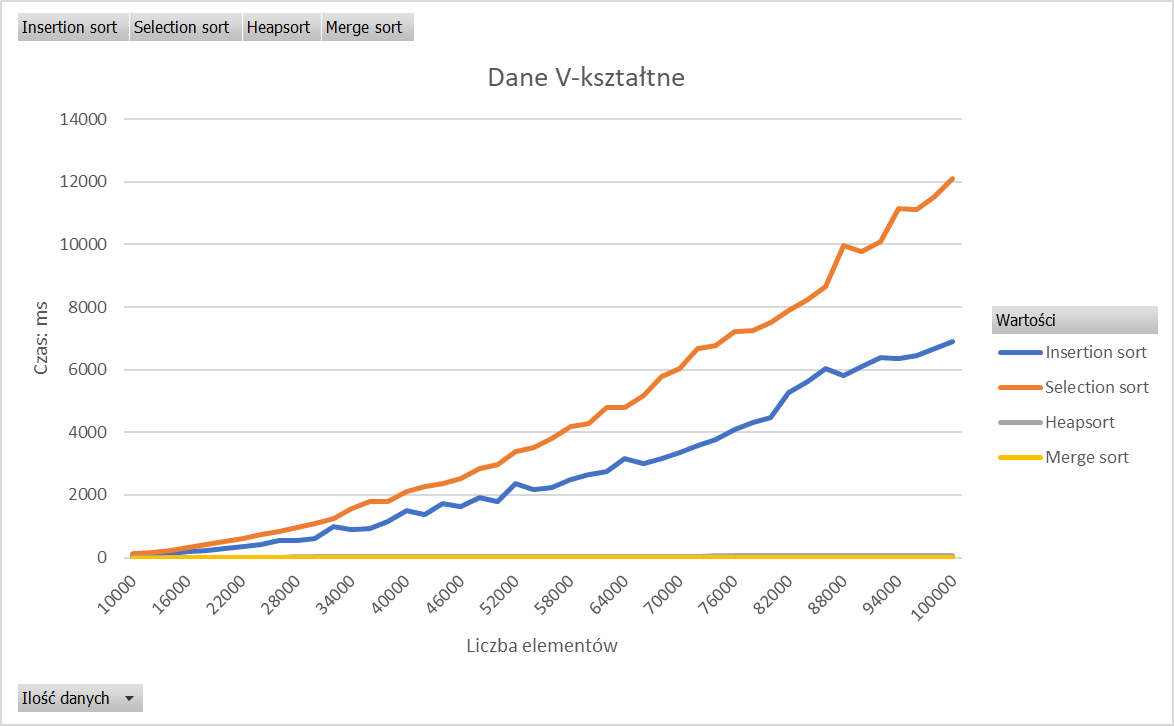 Insertion sort Selection sort Heapsort Merge sort
Dane V-kształtne
14000
12000
10000
8000
6000
4000
2000
0
Czas: ms
10000 16000 22000 28000 34000 40000 46000 52000 58000 64000 70000 76000 82000 88000 94000 100000
Liczba elementów
Wartości
Insertion sort
Selection sort
Heapsort
Merge sort
Ilość danych